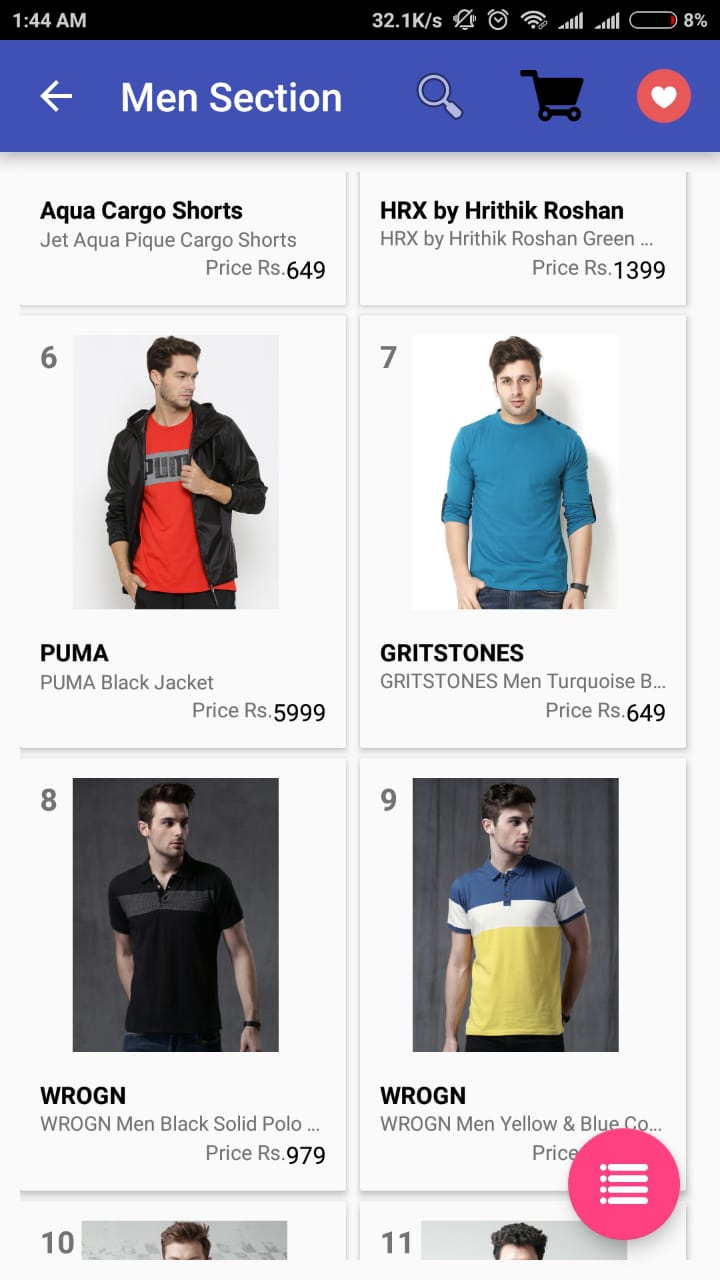 1:44 AM 32.1K/s 8%
Men Section
Aqua Cargo Shorts
Jet Aqua Pique Cargo Shorts
Price Rs.649
HRX by Hrithik Roshan
HRX by Hrithik Roshan Green ...
Price Rs.1399
6
PUMA
PUMA Black Jacket
Price Rs.5999
7
GRITSTONES
GRITSTONES Men Turquoise B...
Price Rs.649
8
WROGN
WROGN Men Black Solid Polo ...
Price Rs.979
9
WROGN
WROGN Men Yellow & Blue Co...
Price
10
11